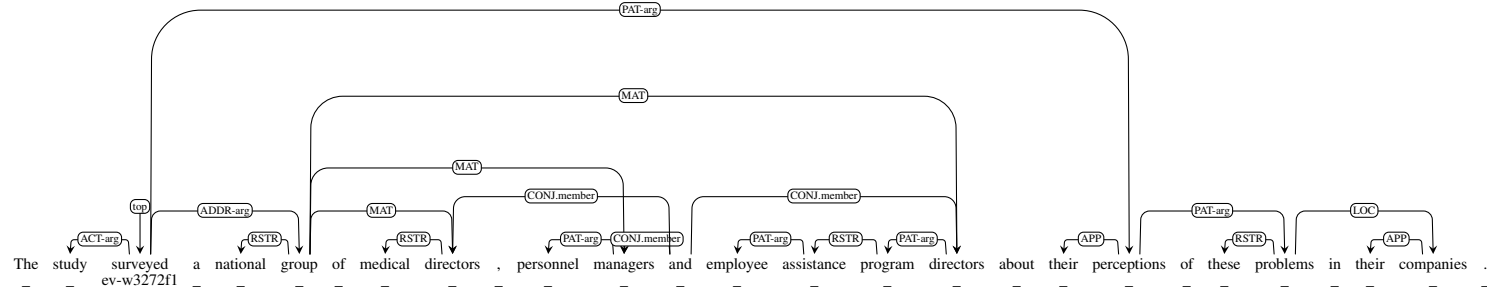 PAT-arg
MAT
MAT
CONJ.member CONJ.member
top ADDR-arg MAT PAT-arg LOC
ACT-arg RSTR RSTR PAT-arg CONJ.member PAT-arg RSTR PAT-arg APP RSTR APP
The study surveyed a national group of medical directors , personnel managers and employee assistance program directors about their perceptions of these problems in their companies .
_ _ ev-w3272f1 _ _ _ _ _ _ _ _ _ _ _ _ _ _ _ _ _ _ _ _ _ _ _ _